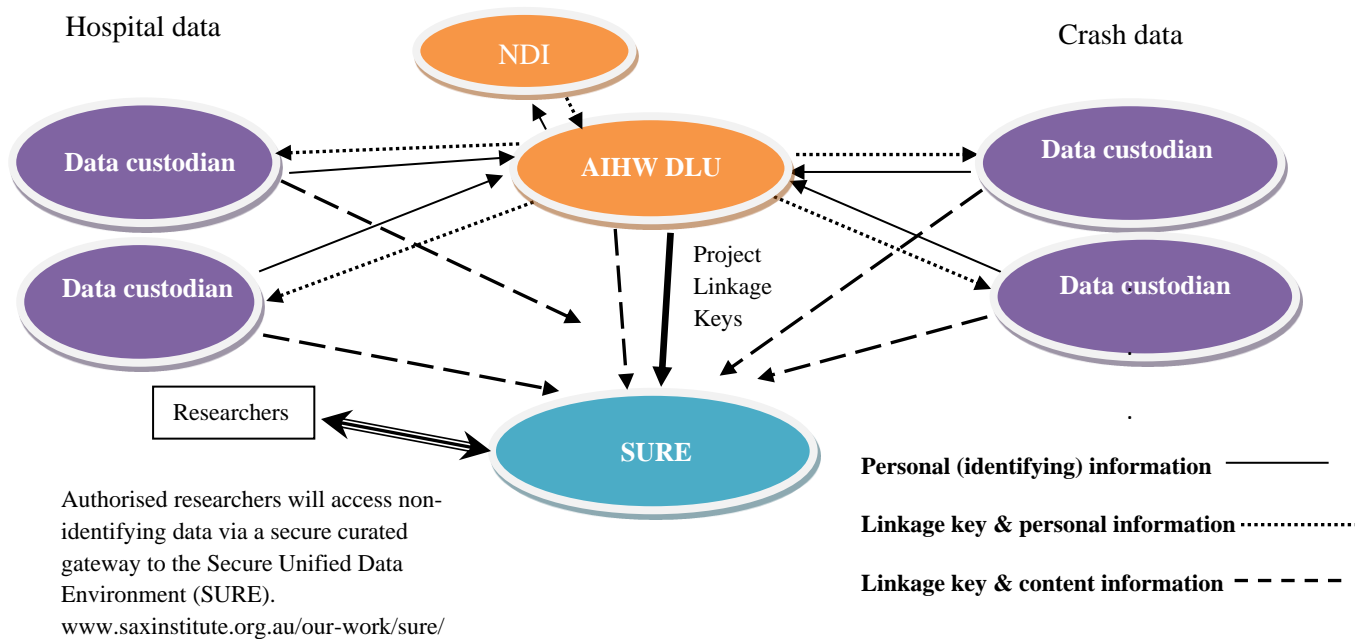 Hospital data
NDI
Crash data
Data custodian
AIHW DLU
Data custodian
Data custodian
Data custodian
Project
Linkage
Keys
Researchers
SURE
Personal (identifying) information
Linkage key & personal information
Linkage key & content information
Authorised researchers will access non-
identifying data via a secure curated
gateway to the Secure Unified Data
Environment (SURE).
www.saxinstitute.org.au/our-work/sure/